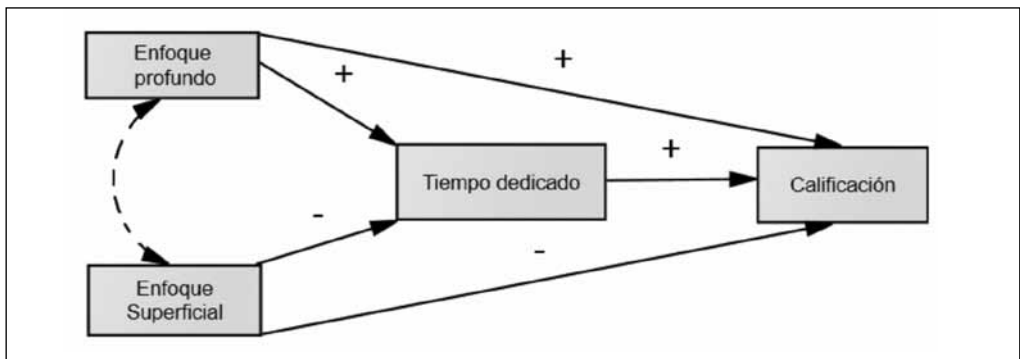 Enfoque
profundo
+
+
Tiempo dedicado
+
Calificación
-
-
Enfoque
Superficial